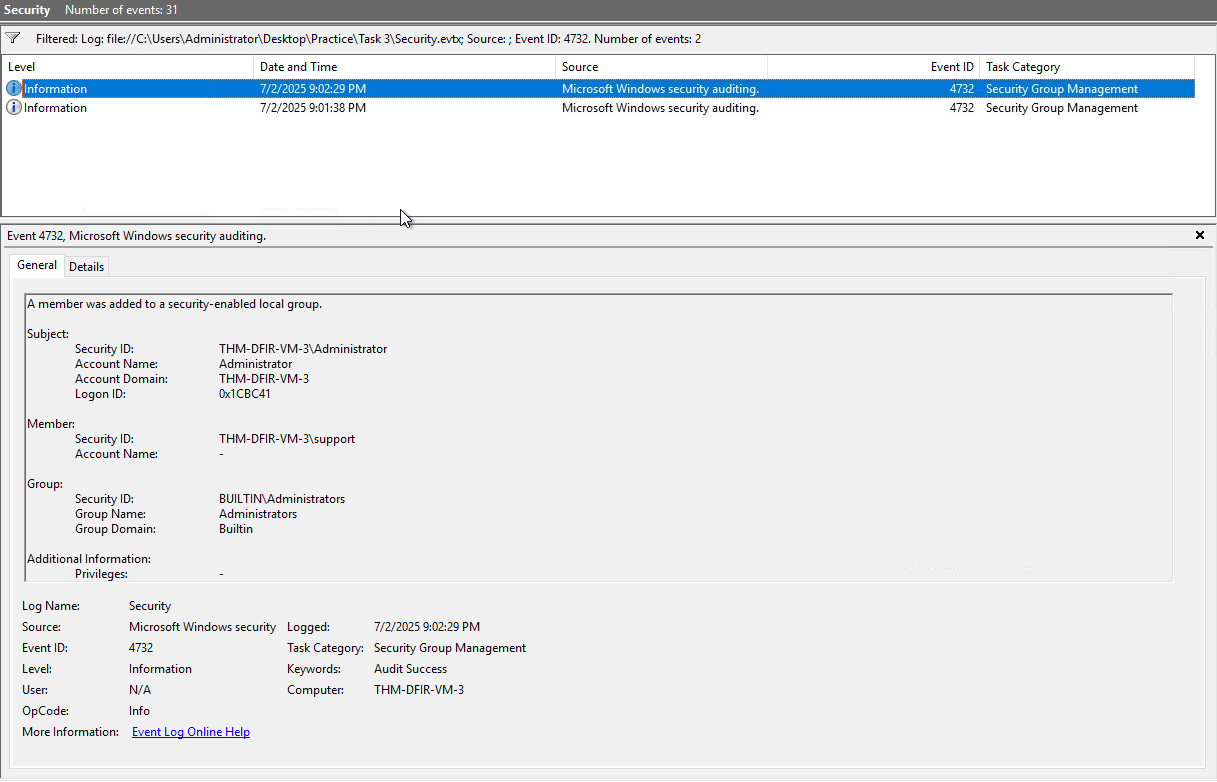 Security Number of events: 31
Filtered: Log: file://C:\Users\Administrator\Desktop\Practice\Task 3\Security.evtx; Source: ; Event ID: 4732. Number of events: 2
Level Date and Time Source Event ID Task Category
Information 7/2/2025 9:02:29 PM Microsoft Windows security auditing. 4732 Security Group Management
Information 7/2/2025 9:01:38 PM Microsoft Windows security auditing. 4732 Security Group Management
Event 4732, Microsoft Windows security auditing.
General Details
A member was added to a security-enabled local group.
Subject:
Security ID: THM-DFIR-VM-3\Administrator
Account Name: Administrator
Account Domain: THM-DFIR-VM-3
Logon ID: 0x1CBC41
Member:
Security ID: THM-DFIR-VM-3\support
Account Name: -
Group:
Security ID: BUILTIN\Administrators
Group Name: Administrators
Group Domain: Builtin
Additional Information:
Privileges: -
Log Name: Security
Source: Microsoft Windows security Logged: 7/2/2025 9:02:29 PM
Event ID: 4732 Task Category: Security Group Management
Level: Information Keywords: Audit Success
User: N/A Computer: THM-DFIR-VM-3
OpCode: Info
More Information: Event Log Online Help